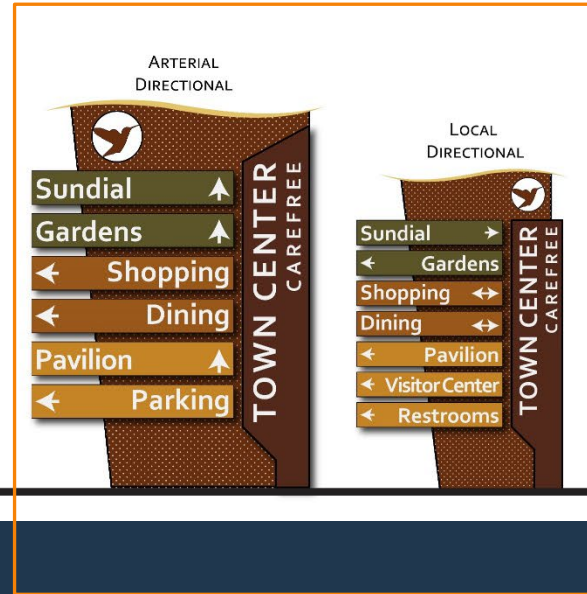 ARTERIAL
DIRECTIONAL
Sundial
Gardens
Shopping
Dining
Pavilion
Parking
TOWN CENTER
CAREFREE
LOCAL
DIRECTIONAL
Sundial
Gardens
Shopping
Dining
Pavilion
Visitor Center
Restrooms
TOWN CENTER
CAREFREE